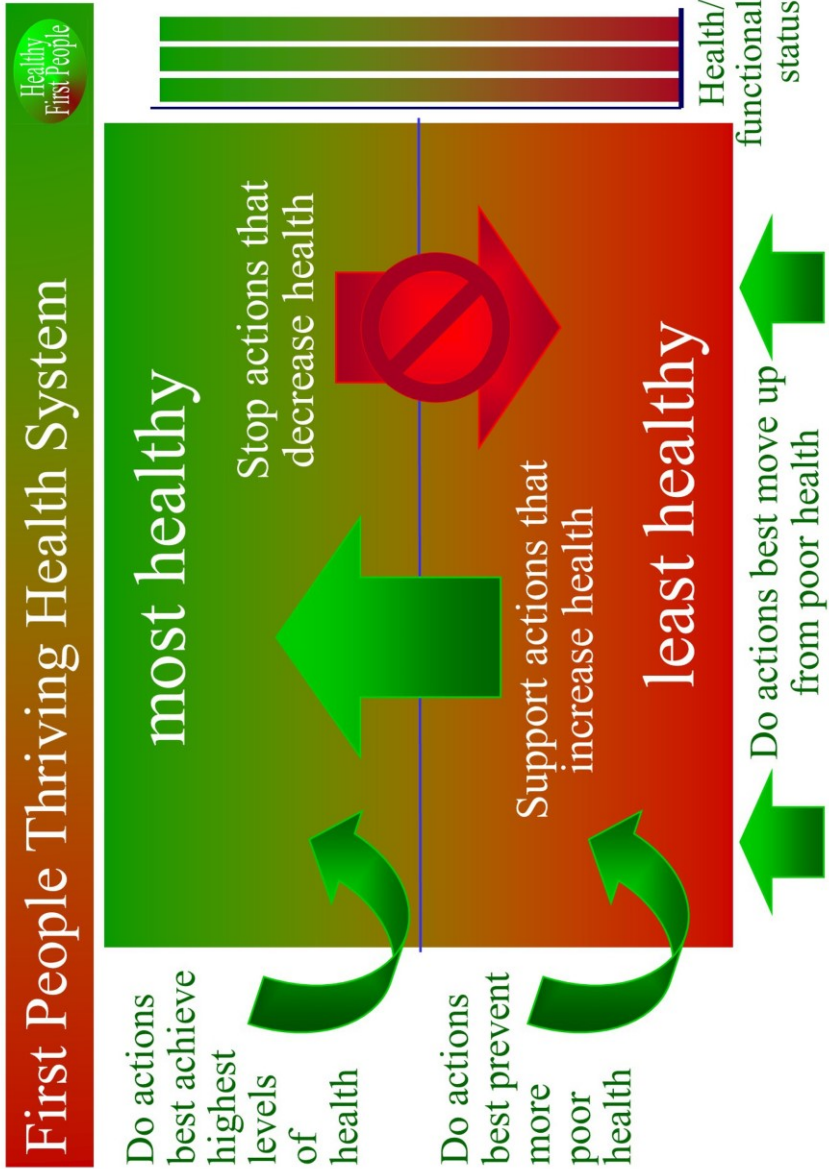 First People Thriving Health System
Healthy
First People
Do actions
best achieve
highest
levels
of
health
most healthy
Stop actions that
decrease health
Do actions
best prevent
more
poor
health
Support actions that
increase health
least healthy
Do actions best move up
from poor health
Health/
functional
status